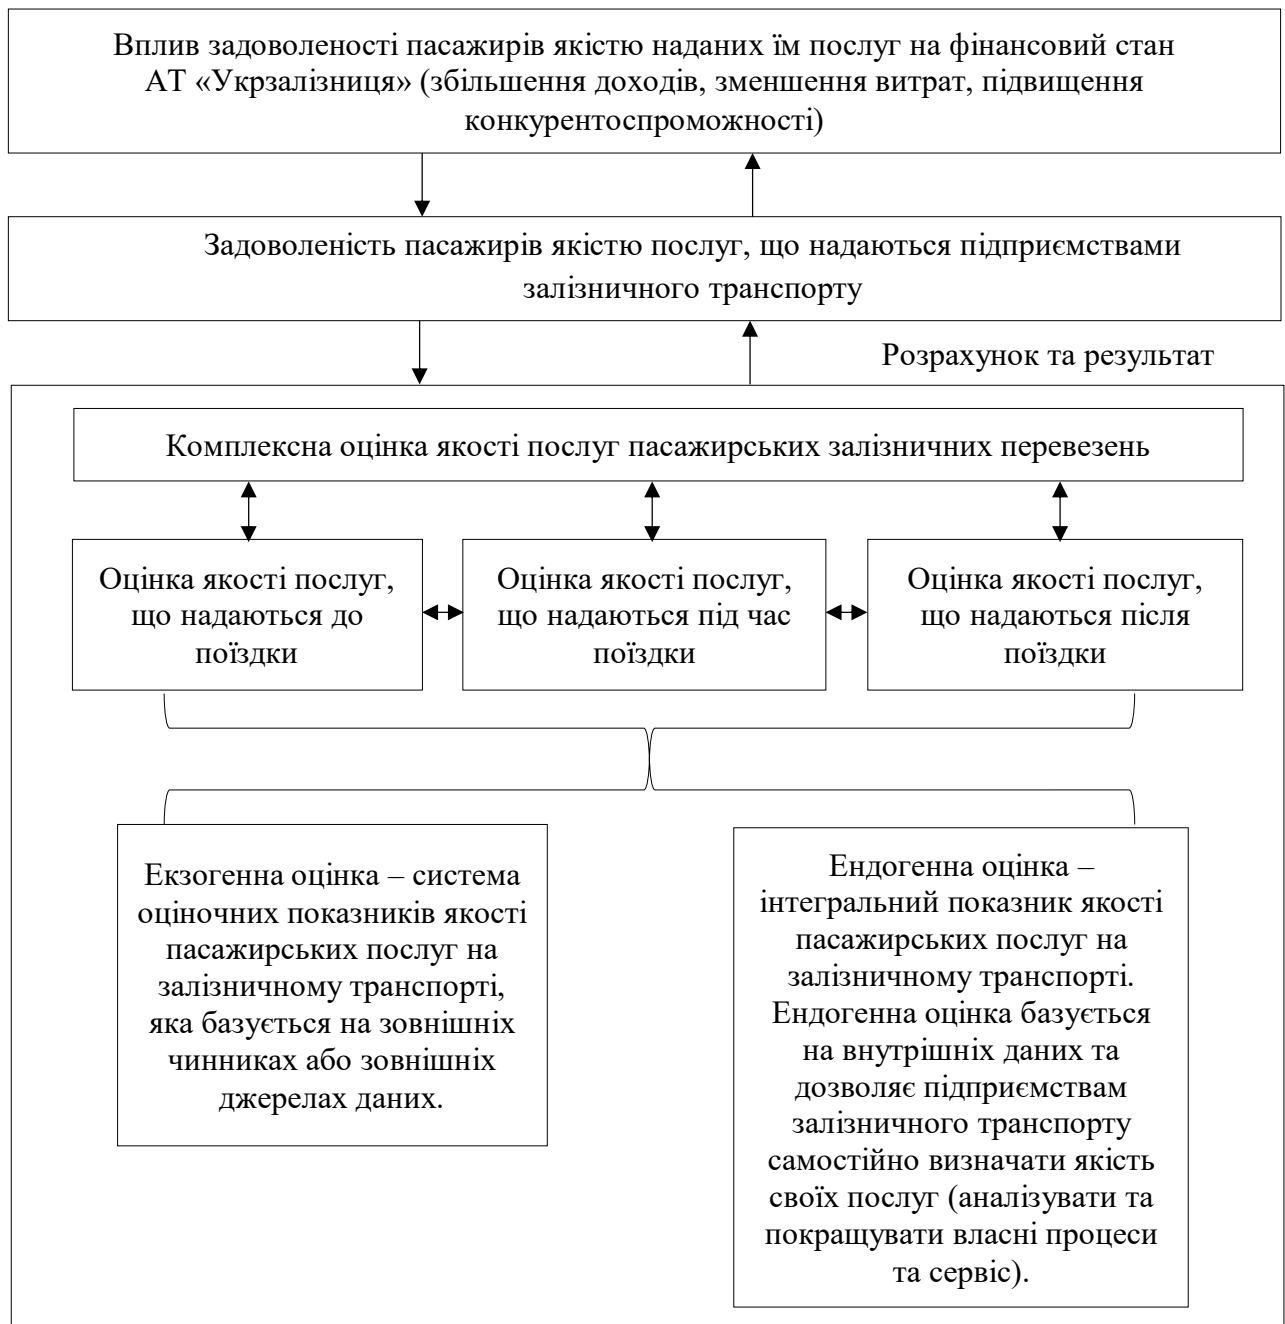 Вплив задоволеності пасажирів якістю наданих їм послуг на фінансовий стан
АТ «Укрзалізниця» (збільшення доходів, зменшення витрат, підвищення
конкурентоспроможності)
Задоволеність пасажирів якістю послуг, що надаються підприємствами
залізничного транспорту
Розрахунок та результат
Комплексна оцінка якості послуг пасажирських залізничних перевезень
Оцінка якості послуг,
що надаються до
поїздки
Оцінка якості послуг,
що надаються під час
поїздки
Оцінка якості послуг,
що надаються після
поїздки
Екзогенна оцінка – система
оціночних показників якості
пасажирських послуг на
залізничному транспорті,
яка базується на зовнішніх
чинниках або зовнішніх
джерелах даних.
Ендогенна оцінка –
інтегральний показник якості
пасажирських послуг на
залізничному транспорті.
Ендогенна оцінка базується
на внутрішніх даних та
дозволяє підприємствам
залізничного транспорту
самостійно визначати якість
своїх послуг (аналізувати та
покращувати власні процеси
та сервіс).